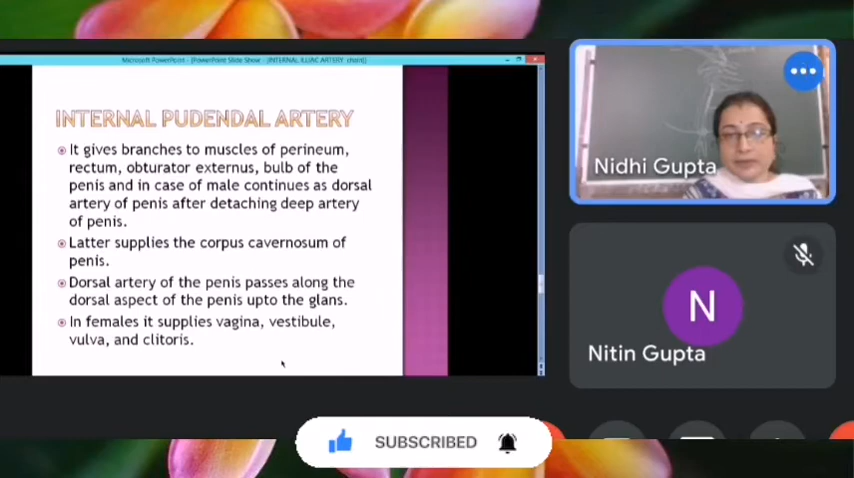 Microsoft PowerPoint - [PowerPoint Slide Show - [INTERNAL ILIAC ARTERY
INTERNAL PUDENDAL ARTERY
It gives branches to muscles of perineum,
rectum, obturator externus, bulb of the
penis and in case of male continues as dorsal
artery of penis after detaching deep artery
of penis.
Latter supplies the corpus cavernosum of
penis.
Dorsal artery of the penis passes along the
dorsal aspect of the penis upto the glans.
In females it supplies vagina, vestibule,
vulva, and clitoris.
Nidhi Gupta
N
Nitin Gupta
SUBSCRIBED